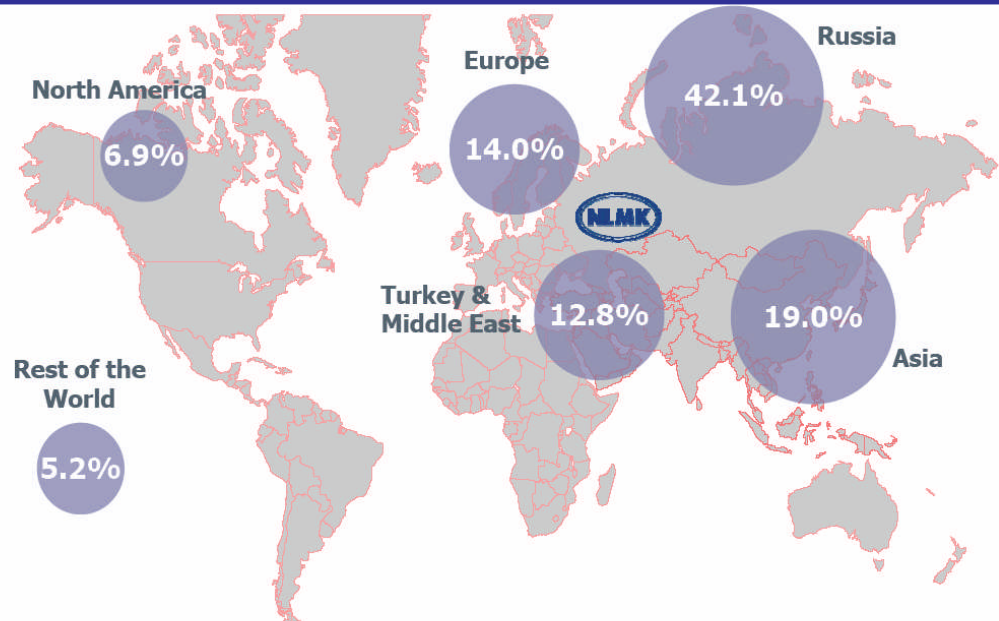 Russia
42.1%
Europe
14.0%
North America
6.9%
NLMK
Turkey &
Middle East
12.8%
19.0%
Asia
Rest of the
World
5.2%